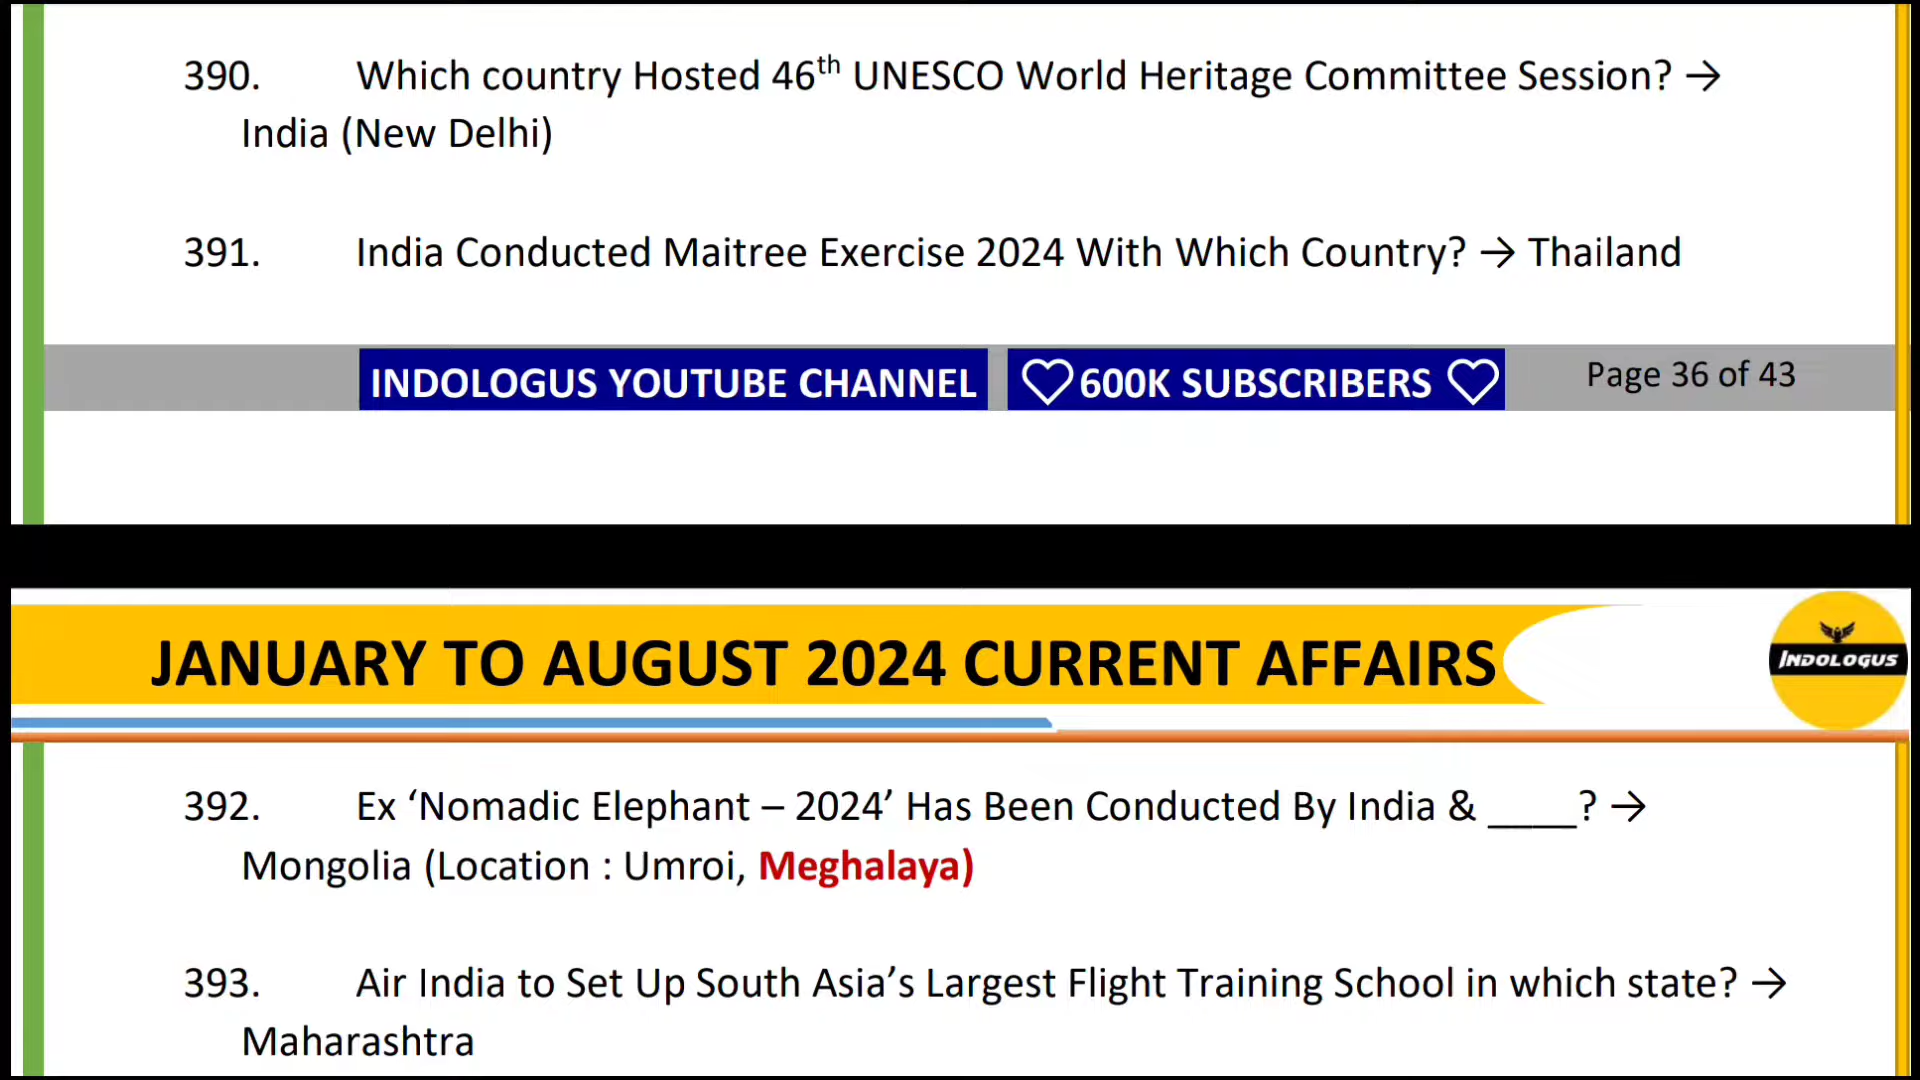 390. Which country Hosted 46th UNESCO World Heritage Committee Session? →
India (New Delhi)
391. India Conducted Maitree Exercise 2024 With Which Country? → Thailand
INDOLOGUS YOUTUBE CHANNEL ♡600K SUBSCRIBERS ♡ Page 36 of 43
JANUARY TO AUGUST 2024 CURRENT AFFAIRS
INDOLOGUS
392. Ex ‘Nomadic Elephant – 2024’ Has Been Conducted By India & ____? →
Mongolia (Location : Umroi, Meghalaya)
393. Air India to Set Up South Asia’s Largest Flight Training School in which state? →
Maharashtra